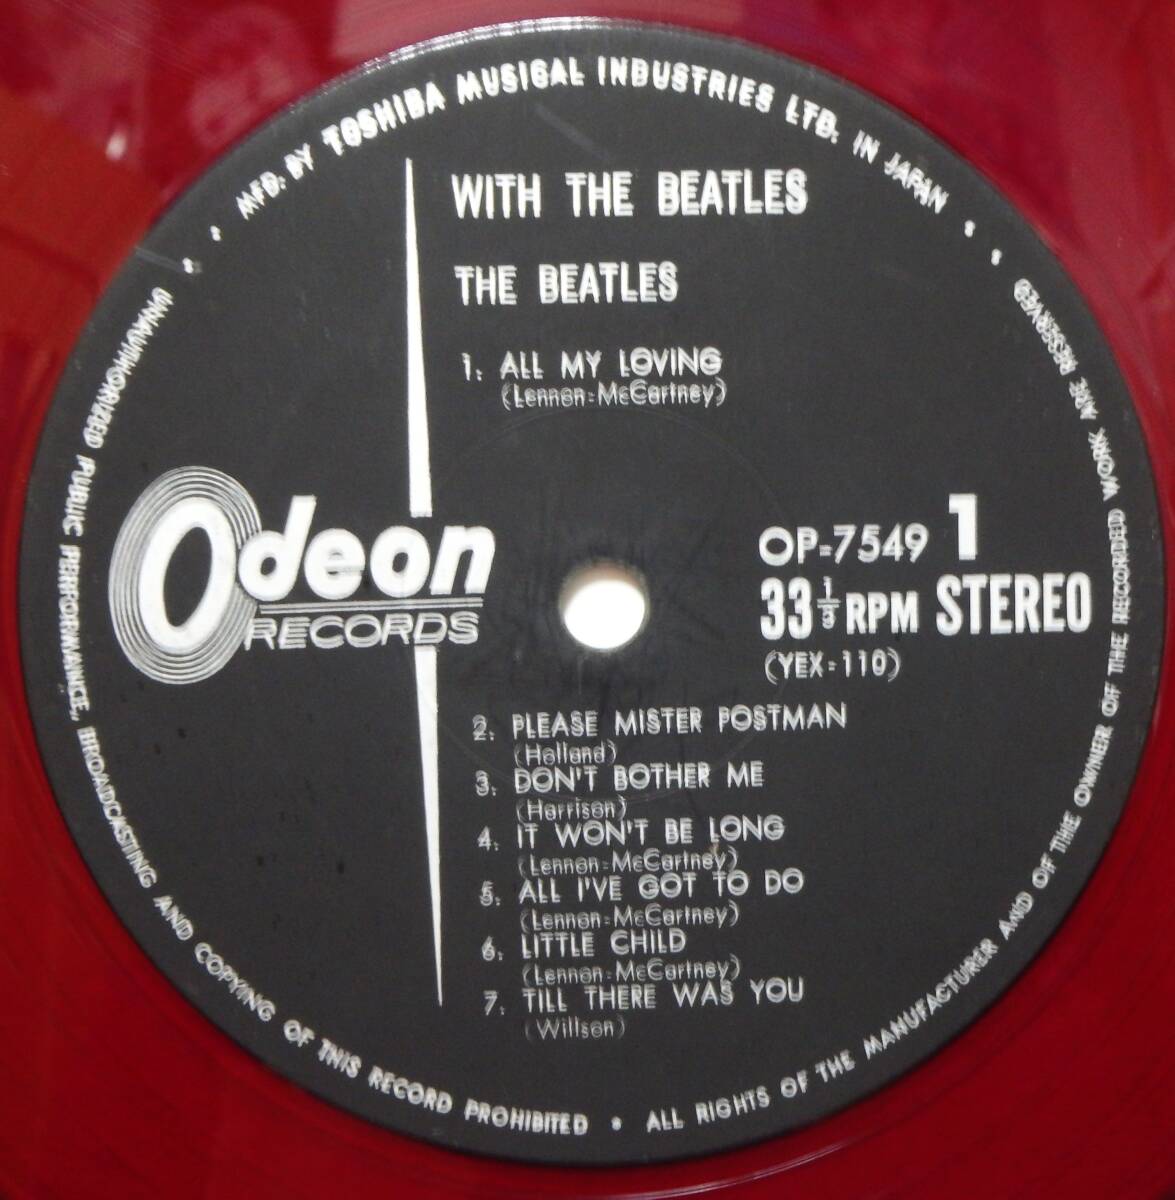 MFD. BY TOSHIBA MUSICAL INDUSTRIES LTD. IN JAPAN
WITH THE BEATLES
THE BEATLES
1. ALL MY LOVING
(Lennon-McCartney)
Odeon
RECORDS
OP-7549 1
33 1/3 RPM STEREO
(YEX-110)
2. PLEASE MISTER POSTMAN
(Holland)
3. DON'T BOTHER ME
(Harrison)
4. IT WON'T BE LONG
(Lennon-McCartney)
5. ALL I'VE GOT TO DO
(Lennon-McCartney)
6. LITTLE CHILD
(Lennon-McCartney)
7. TILL THERE WAS YOU
(Willson)
UNAUTHORIZED PUBLIC PERFORMANCE, BROADCASTING AND COPYING OF THIS RECORD PROHIBITED • ALL RIGHTS OF THE MANUFACTURER AND OF THE OWNER OF THE RECORDED WORK ARE RESERVED